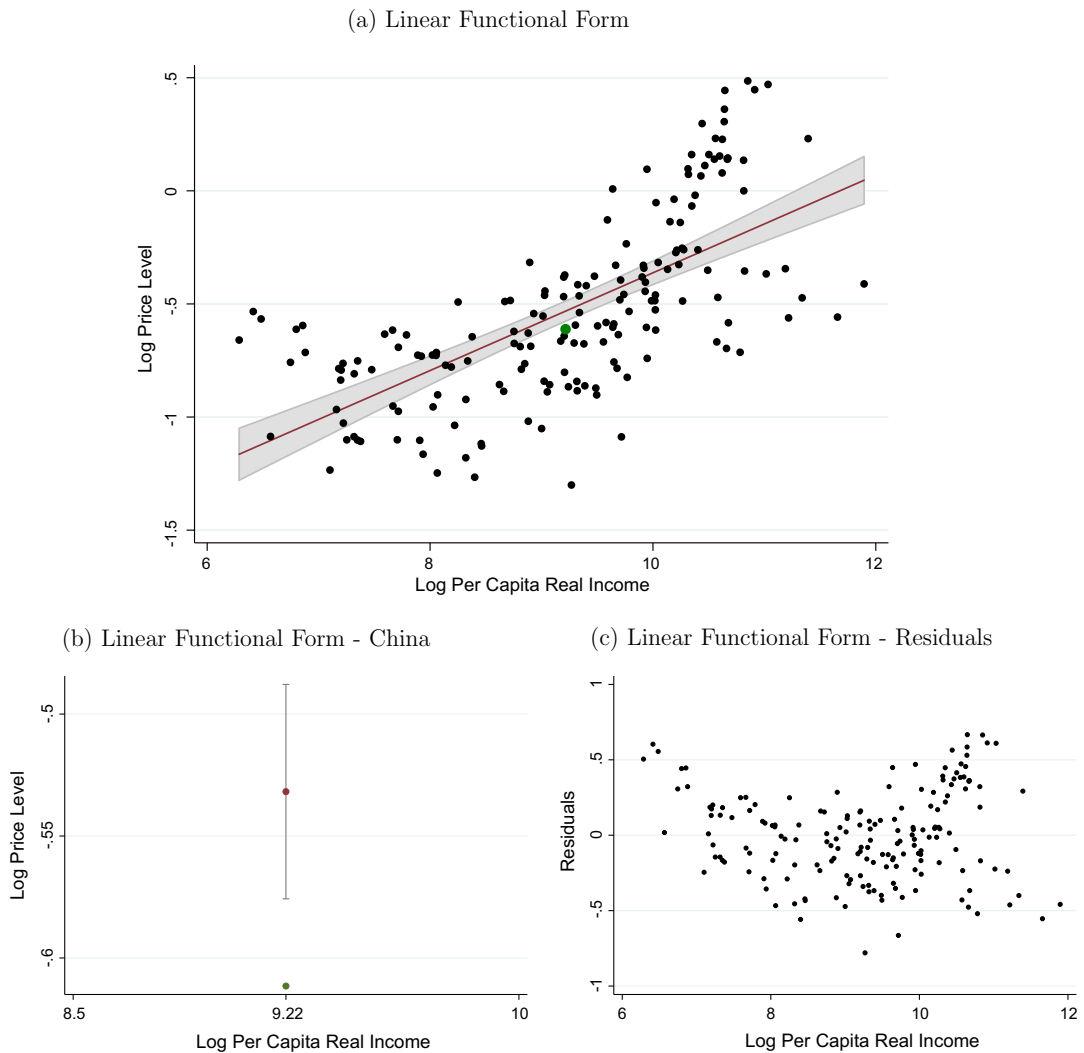 (a) Linear Functional Form
.5
0
-.5
-1
-1.5
Log Price Level
6 8 10 12
Log Per Capita Real Income
(b) Linear Functional Form - China
-.5
-.55
-.6
Log Price Level
8.5 9.22 10
Log Per Capita Real Income
(c) Linear Functional Form - Residuals
1
.5
0
-.5
-1
Residuals
6 8 10 12
Log Per Capita Real Income